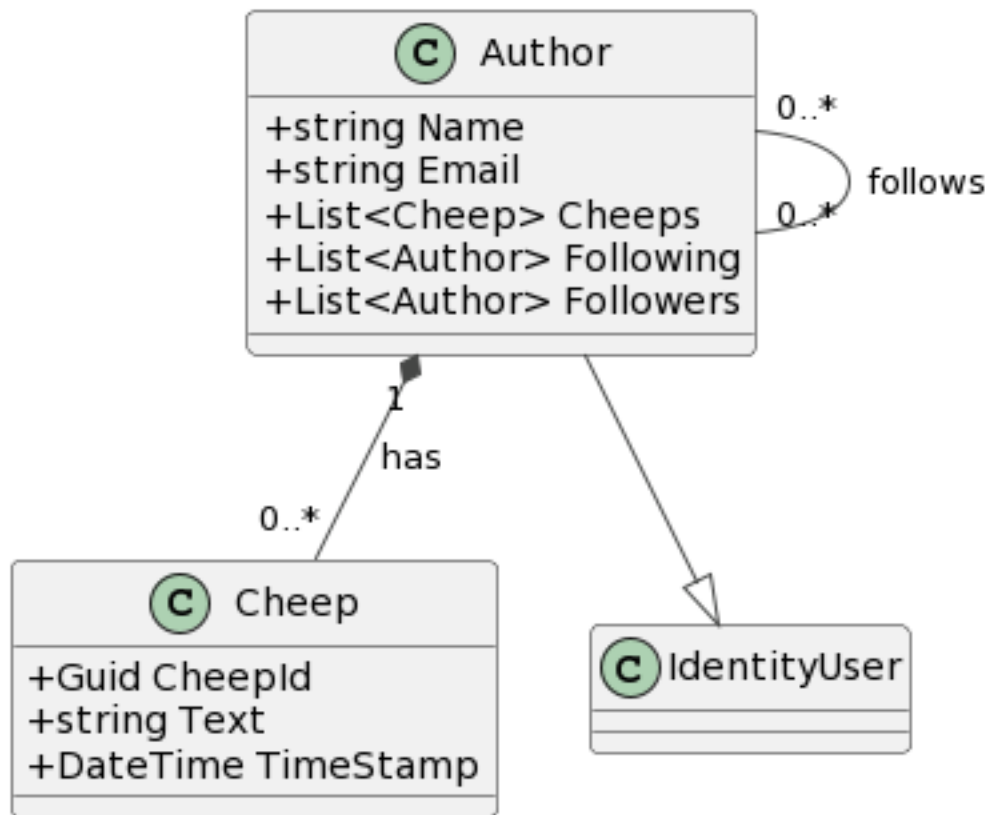 C Author
+string Name
+string Email
+List<Cheep> Cheeps
+List<Author> Following
+List<Author> Followers
0..*
follows
0..*
1
has
0..*
C Cheep
+Guid CheepId
+string Text
+DateTime TimeStamp
C IdentityUser